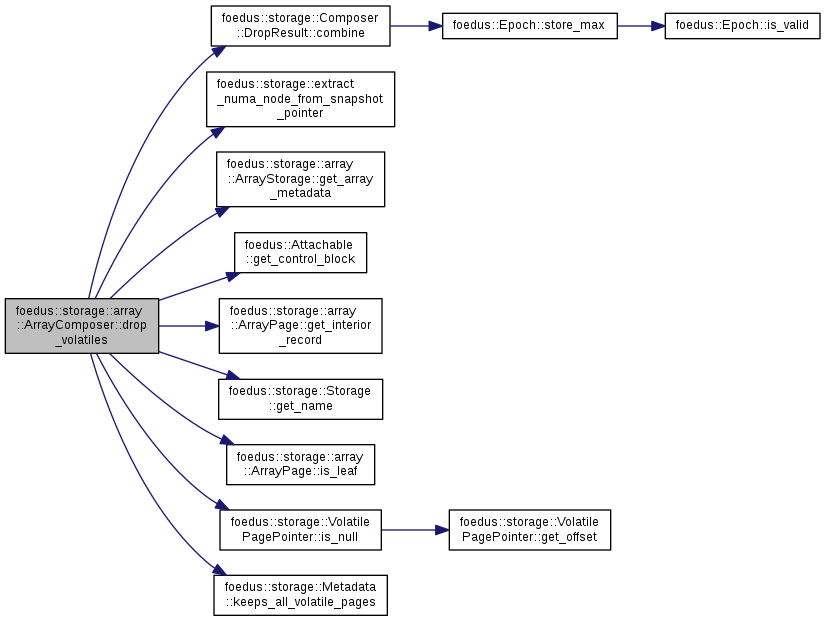 foedus::storage::Composer
::DropResult::combine
foedus::Epoch::store_max
foedus::Epoch::is_valid
foedus::storage::extract
_numa_node_from_snapshot
_pointer
foedus::storage::array
::ArrayStorage::get_array
_metadata
foedus::Attachable
::get_control_block
foedus::storage::array
::ArrayComposer::drop
_volatiles
foedus::storage::array
::ArrayPage::get_interior
_record
foedus::storage::Storage
::get_name
foedus::storage::array
::ArrayPage::is_leaf
foedus::storage::Volatile
PagePointer::is_null
foedus::storage::Volatile
PagePointer::get_offset
foedus::storage::Metadata
::keeps_all_volatile_pages